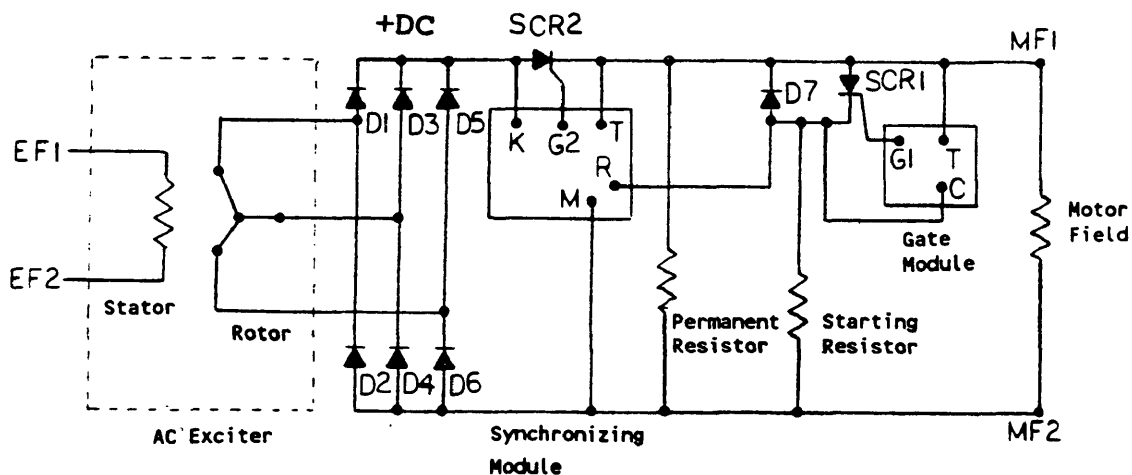 +DC
SCR2
MF1
D7
SCR1
D1
D3
D5
K
G2
T
G1
T
R
M
C
EF1
EF2
Stator
Rotor
Gate
Module
Motor
Field
Permanent
Resistor
Starting
Resistor
D2
D4
D6
AC Exciter
Synchronizing
Module
MF2